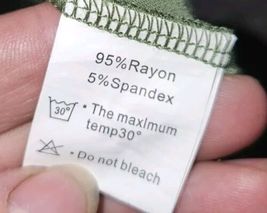 95%Rayon
5%Spandex
30° • The maxlmum
temp30°
• Do not bleach